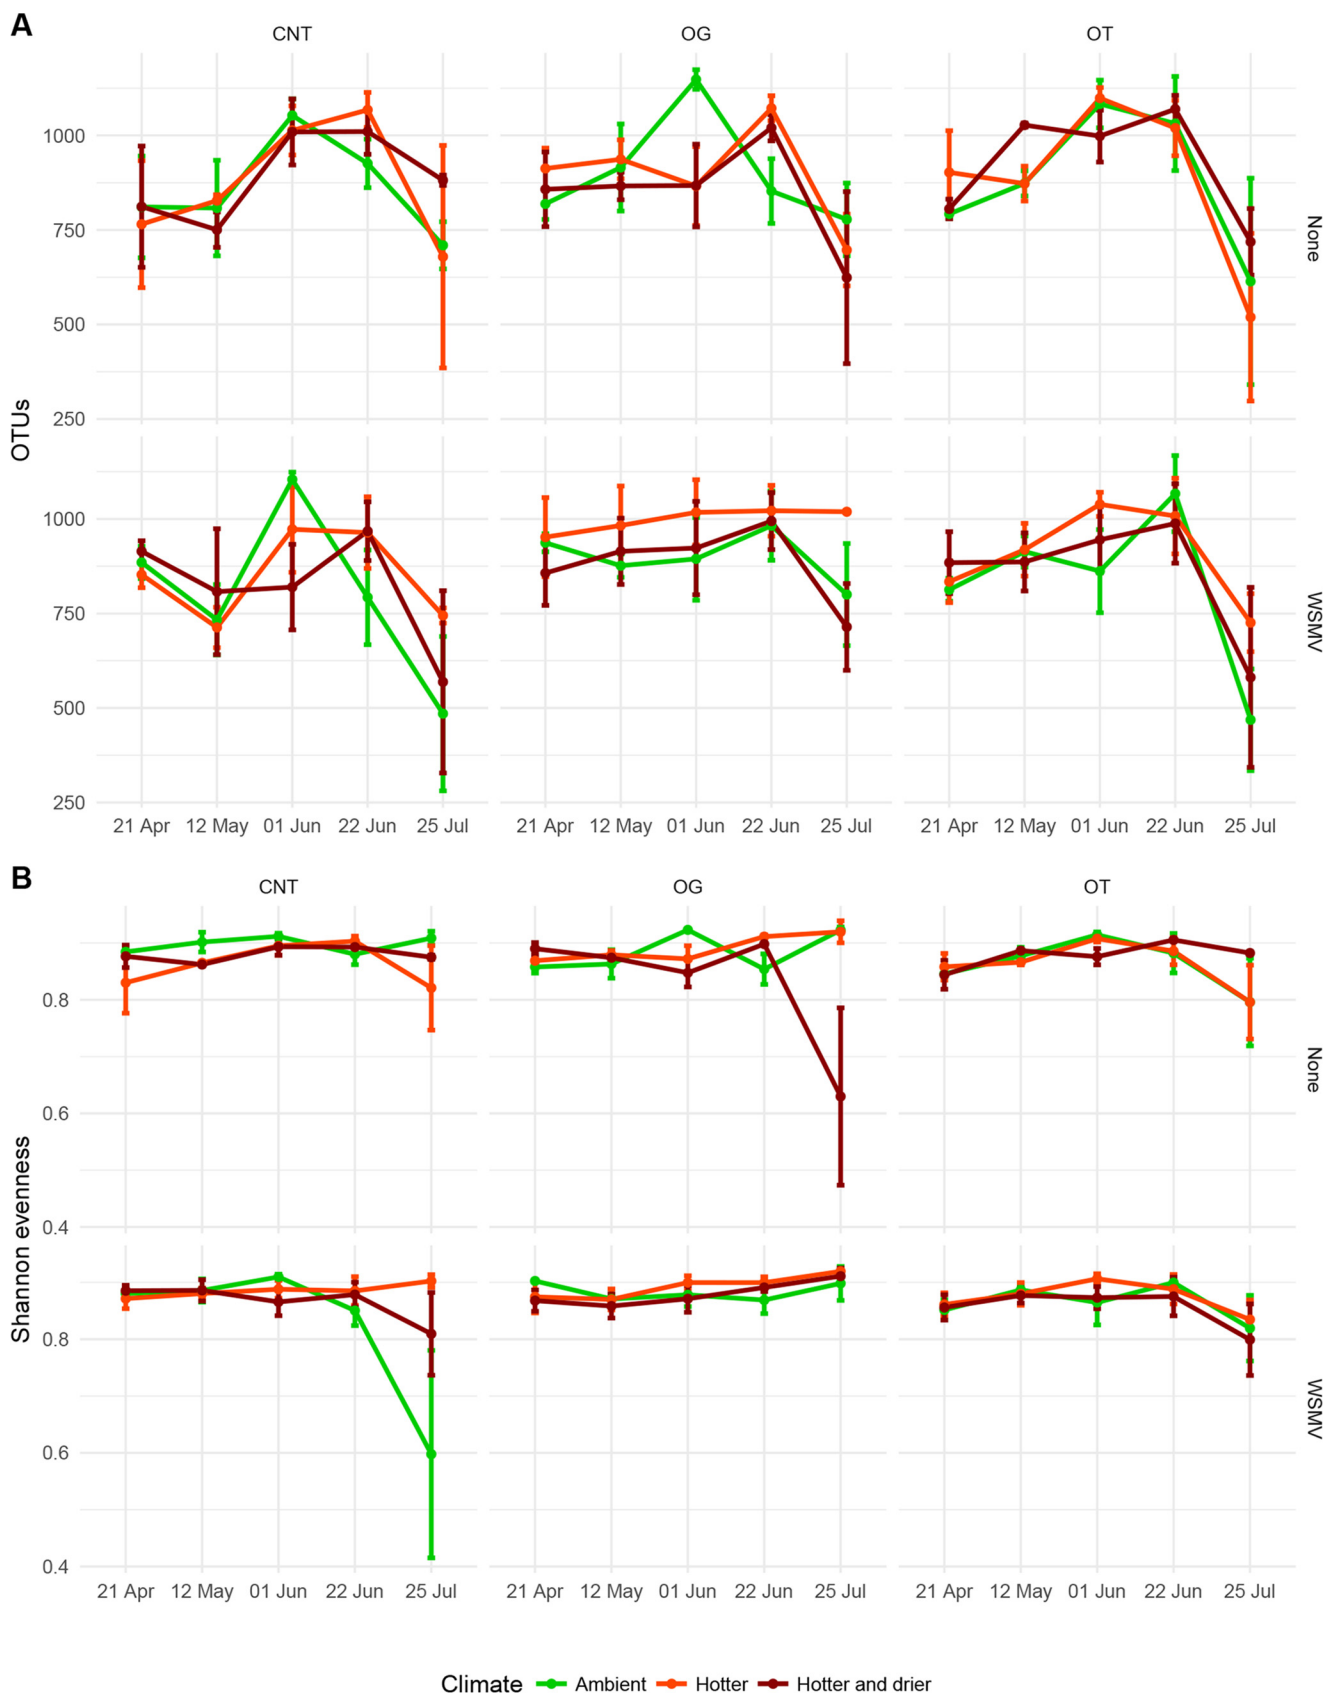 A
CNT OG OT
1000
750
500
250
None
OTUs
1000
750
500
250
WSMV
21 Apr 12 May 01 Jun 22 Jun 25 Jul 21 Apr 12 May 01 Jun 22 Jun 25 Jul 21 Apr 12 May 01 Jun 22 Jun 25 Jul
B
CNT OG OT
0.8
0.6
0.4
None
Shannon evenness
0.8
0.6
0.4
WSMV
21 Apr 12 May 01 Jun 22 Jun 25 Jul 21 Apr 12 May 01 Jun 22 Jun 25 Jul 21 Apr 12 May 01 Jun 22 Jun 25 Jul
Climate Ambient Hotter Hotter and drier